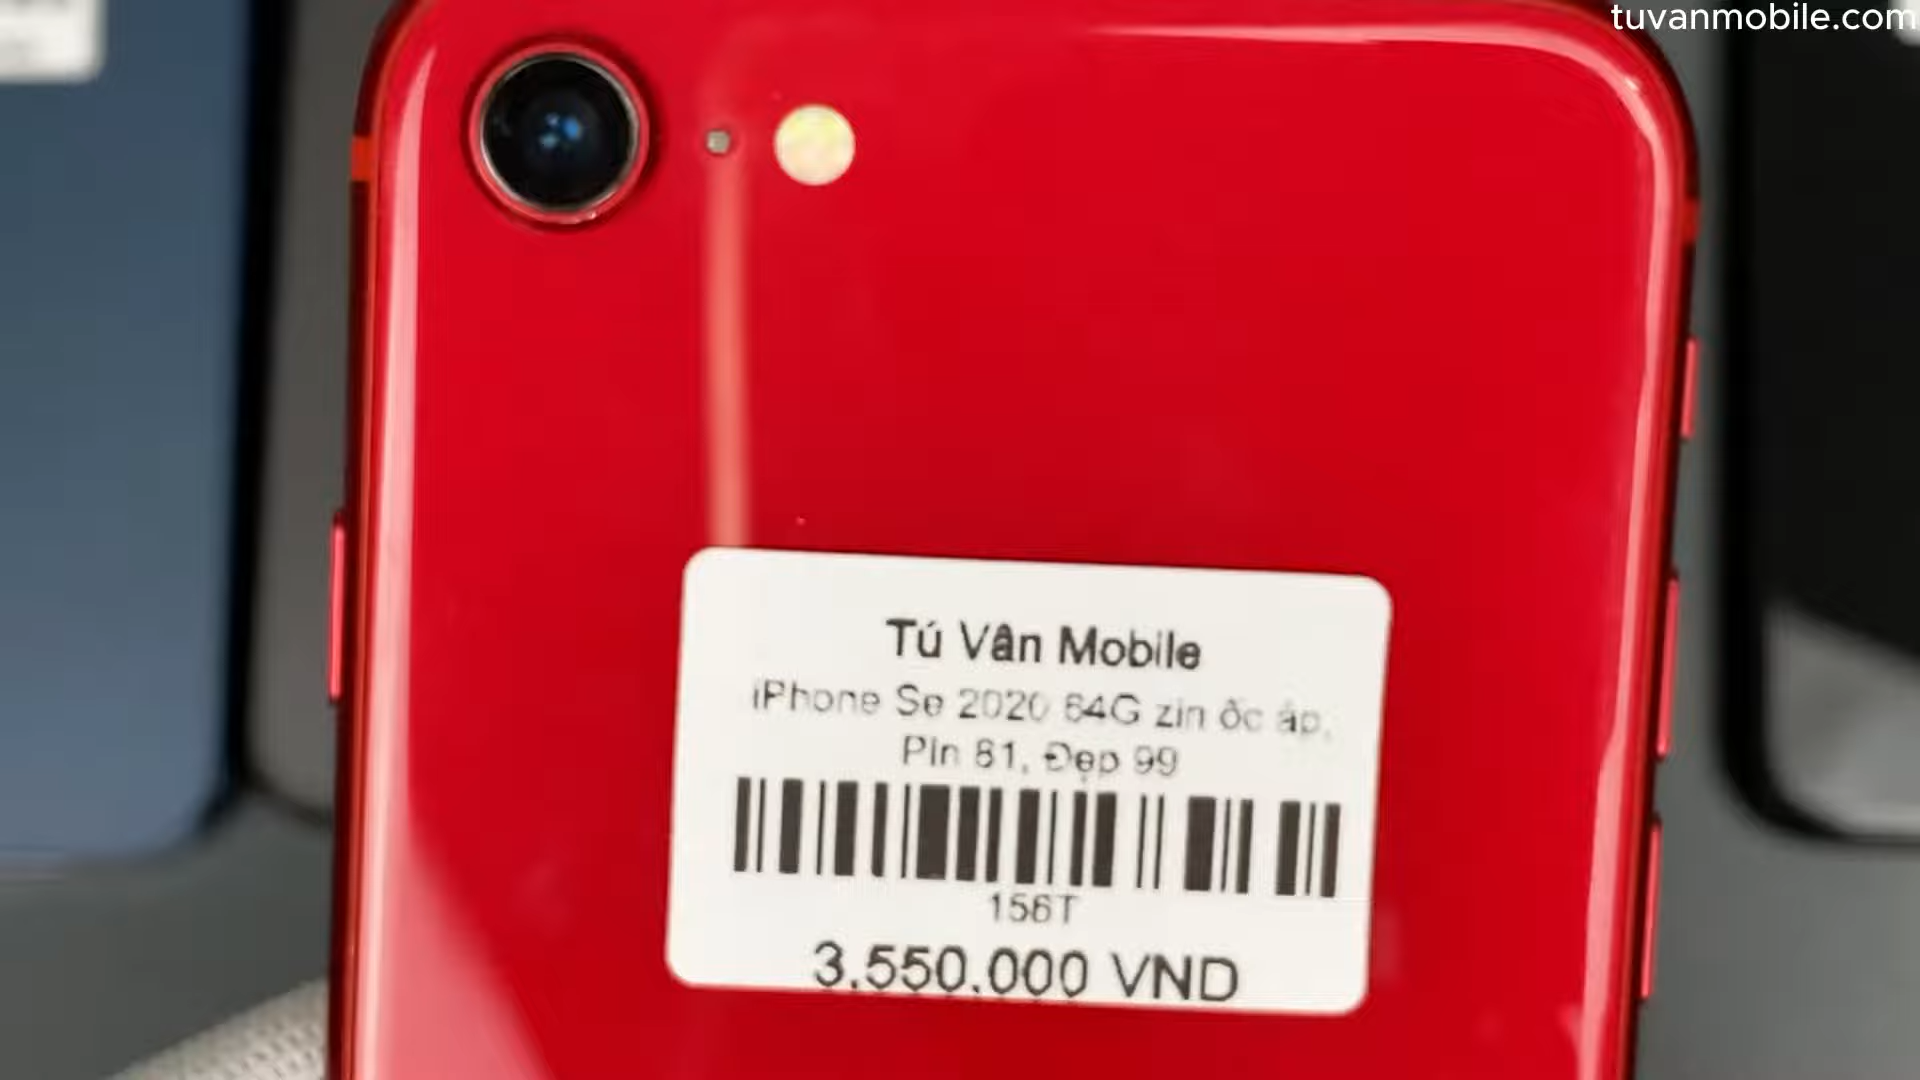 tuvanmobile.com
Tú Vân Mobile
iPhone Se 2020 64G zin ốc áp,
Pin 81, Đẹp 99
156T
3.550.000 VND